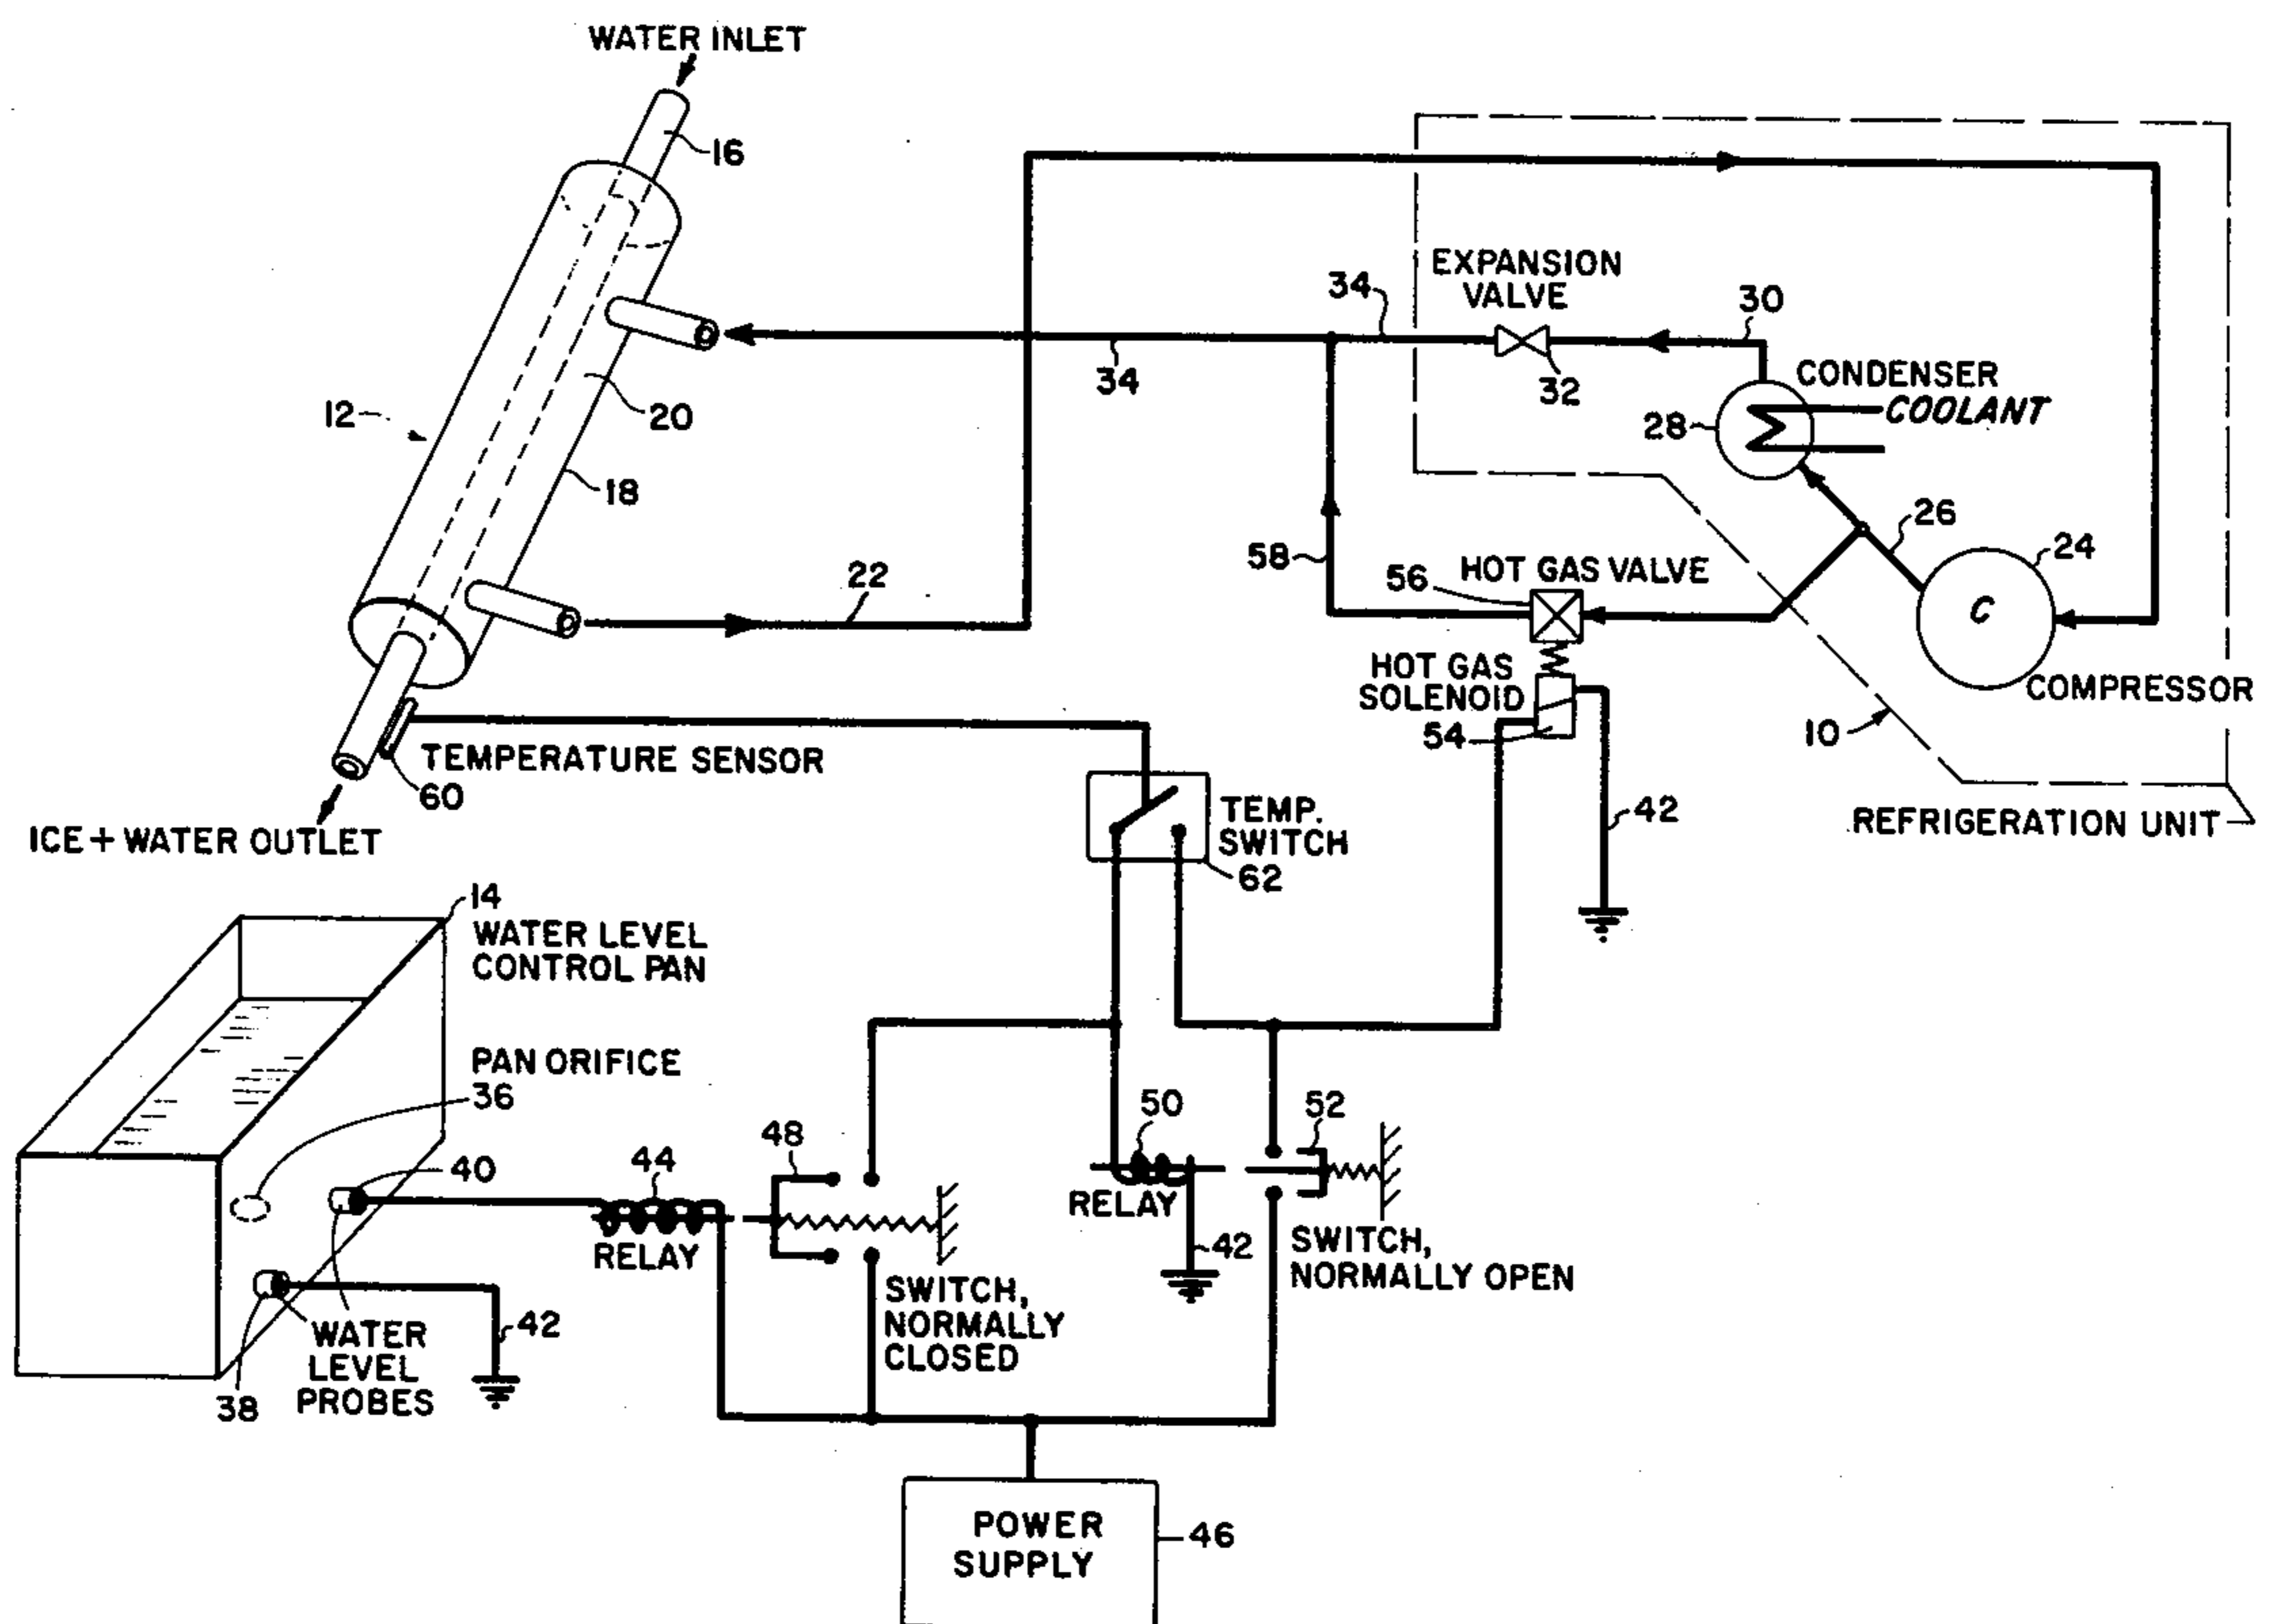 WATER INLET
16
EXPANSION
VALVE
34
30
34
32
CONDENSER
COOLANT
28
12
20
18
26
24
22
58
56
HOT GAS VALVE
C
HOT GAS
SOLENOID
54
COMPRESSOR
10
TEMPERATURE SENSOR
60
ICE + WATER OUTLET
TEMP.
SWITCH
62
42
REFRIGERATION UNIT
14
WATER LEVEL
CONTROL PAN
PAN ORIFICE
36
40
44
RELAY
48
50
RELAY
52
42
SWITCH,
NORMALLY OPEN
SWITCH,
NORMALLY
CLOSED
42
WATER
LEVEL
PROBES
38
POWER
SUPPLY
46